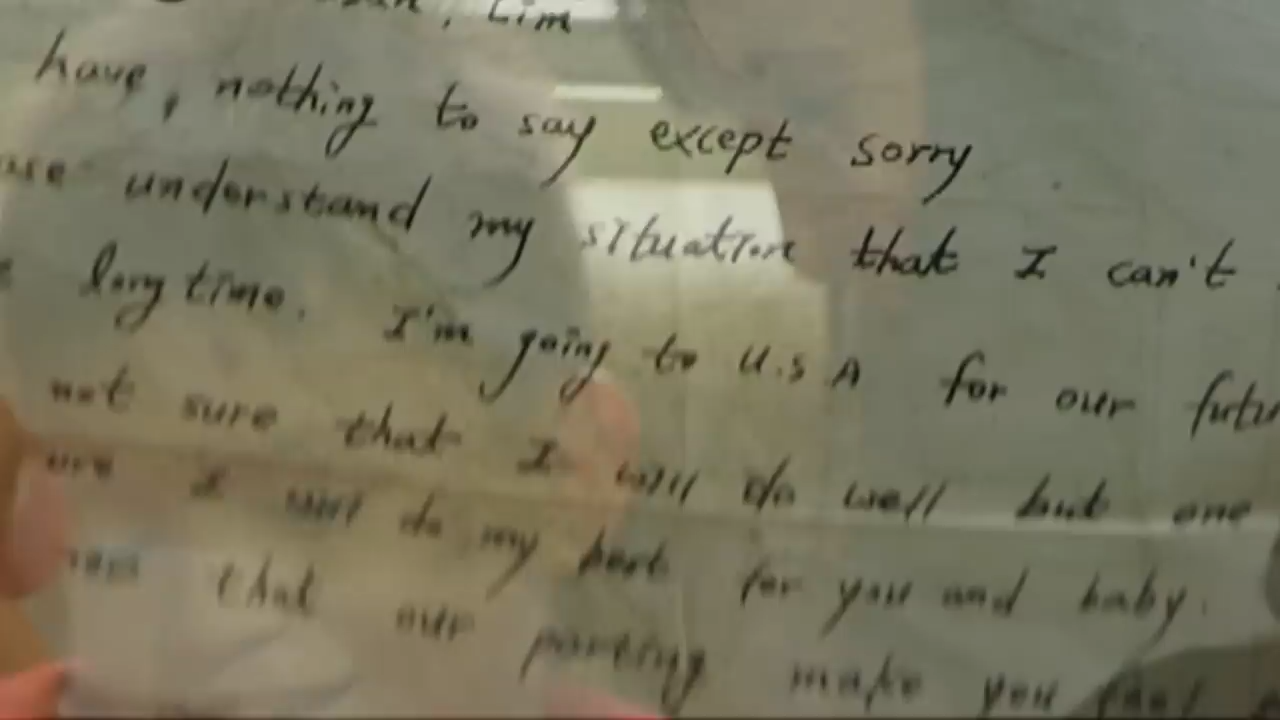 Lim
have, nothing to say except sorry.
understand my situation that I can't
long time. I'm going to U.S A for our
not sure that I will do well but one
I will do my best for you and baby.
that our parting make you feel